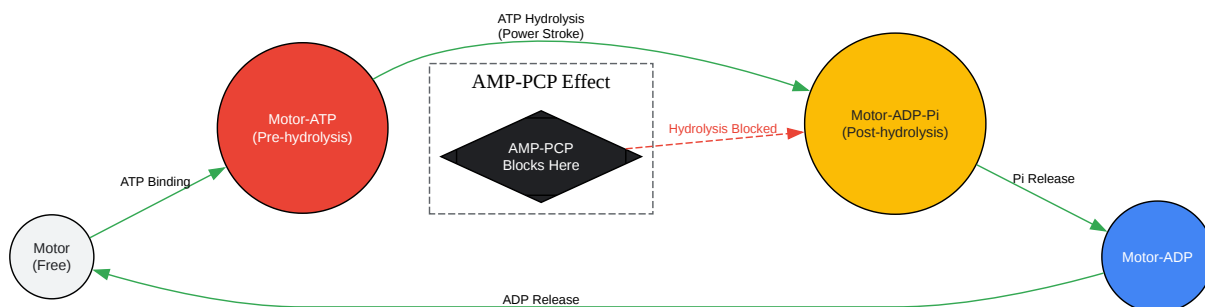 ATP Hydrolysis
(Power Stroke)
AMP-PCP Effect
Motor-ATP
(Pre-hydrolysis)
Motor-ADP-Pi
(Post-hydrolysis)
Hydrolysis Blocked
AMP-PCP
Blocks Here
ATP Binding
Pi Release
Motor
(Free)
Motor-ADP
ADP Release